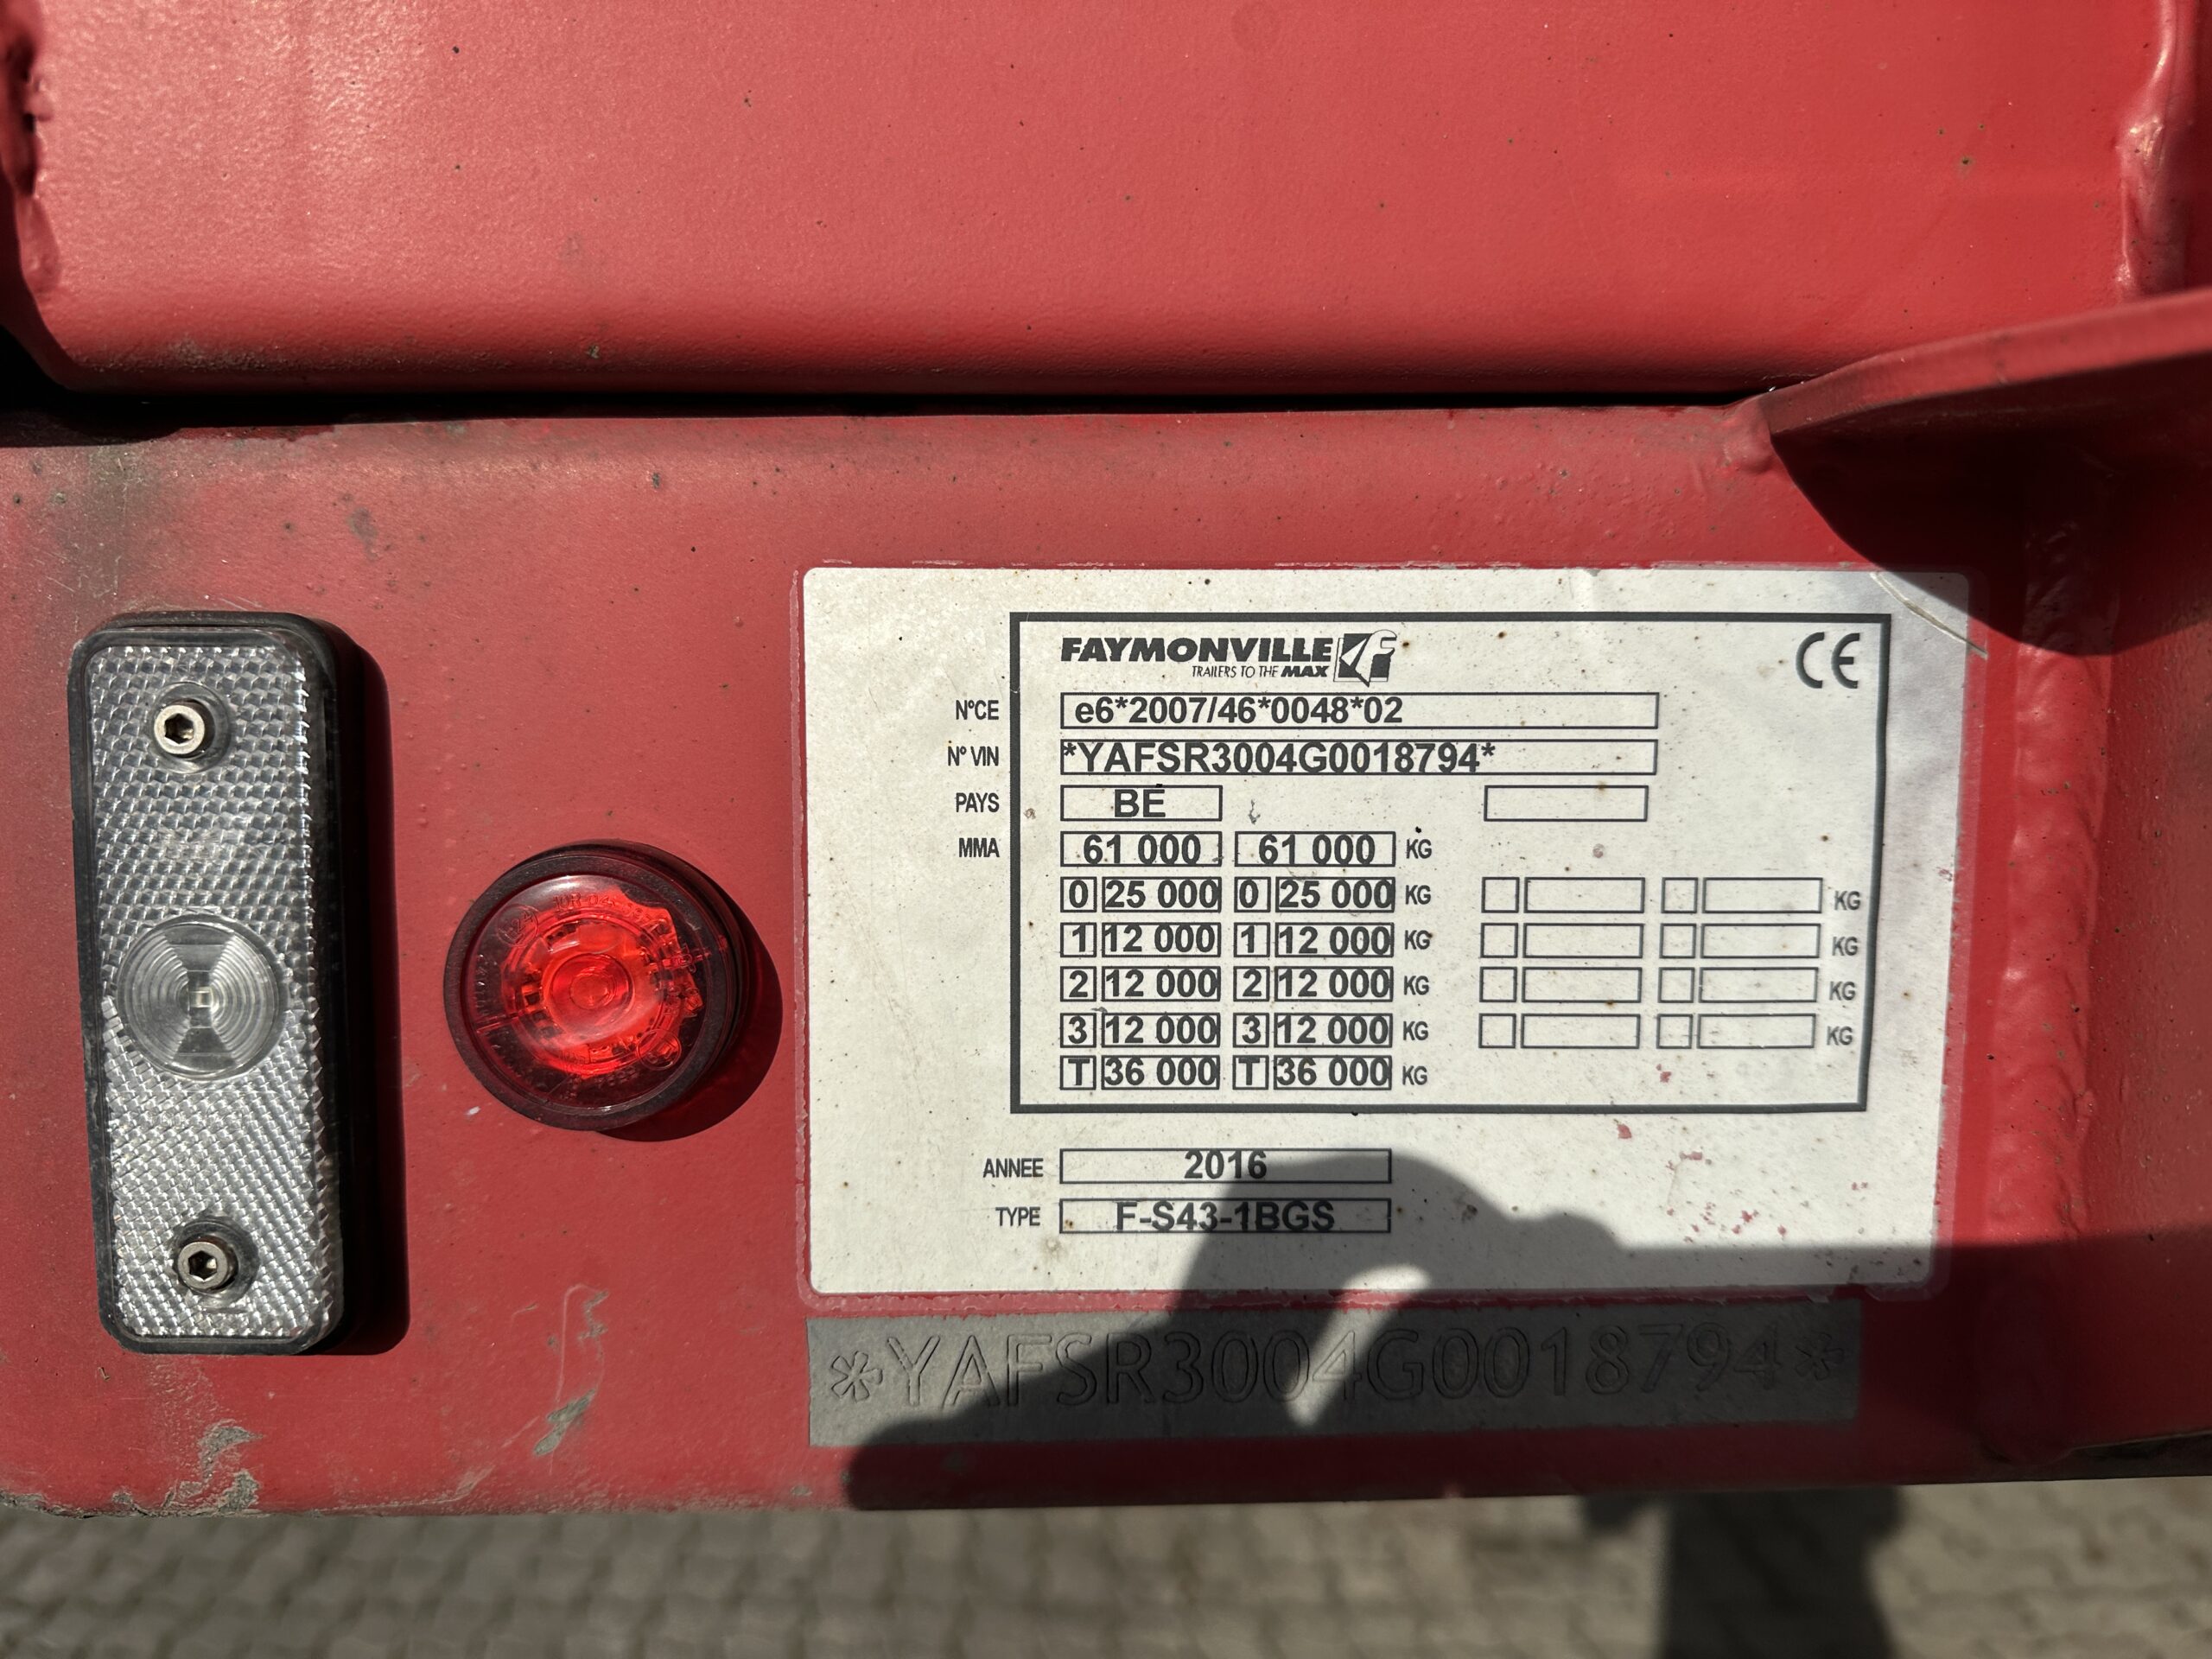 FAYMONVILLE
TRAILERS TO THE MAX
CE
N°CE e6*2007/46*0048*02
N° VIN *YAFSR3004G0018794*
PAYS BE
MMA 61 000 61 000 KG
0 25 000 0 25 000 KG KG
1 12 000 1 12 000 KG KG
2 12 000 2 12 000 KG KG
3 12 000 3 12 000 KG KG
T 36 000 T 36 000 KG
ANNEE 2016
TYPE F-S43-1BGS
*YAFSR3004G0018794*